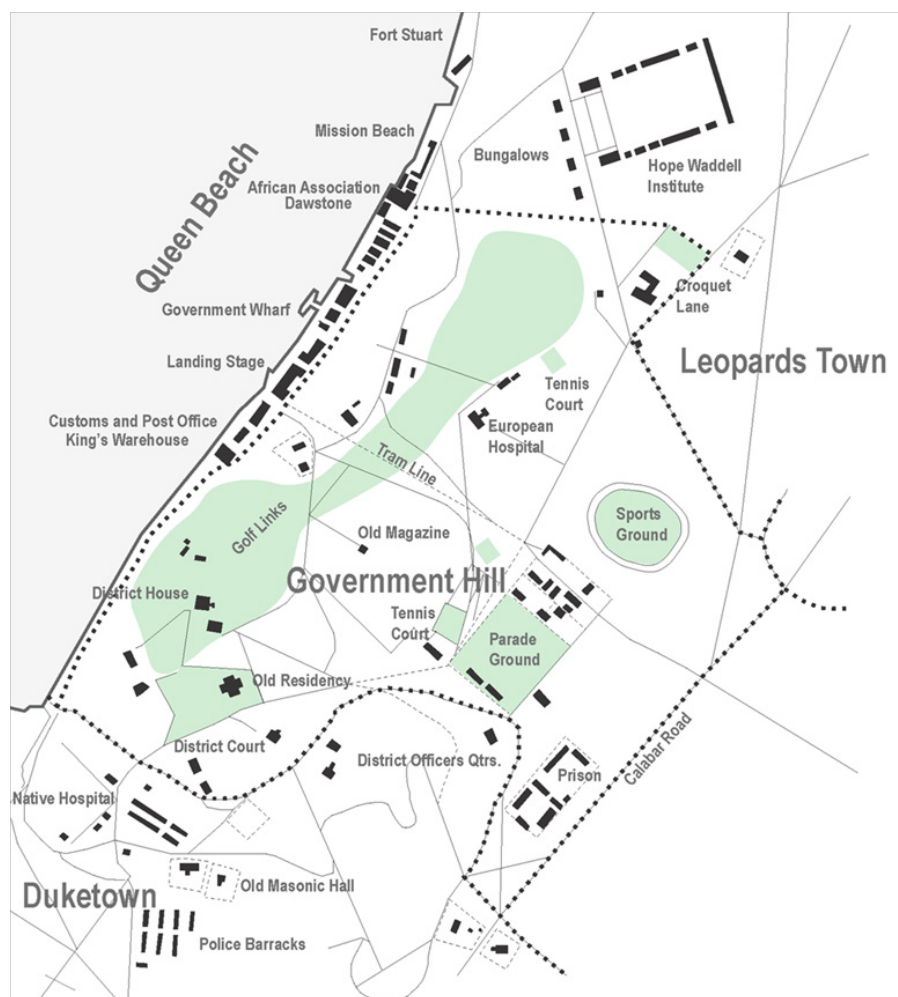 Fort Stuart
Mission Beach
Bungalows
Hope Waddell
Institute
African Association
Dawstone
Queen Beach
Croquet
Lane
Government Wharf
Leopards Town
Landing Stage
Tennis
Court
Customs and Post Office
King's Warehouse
European
Hospital
Tram Line
Golf Links
Sports
Ground
Old Magazine
Government Hill
District House
Tennis
Court
Parade
Ground
Old Residency
District Court
District Officers Qtrs.
Prison
Calabar Road
Native Hospital
Duketown
Old Masonic Hall
Police Barracks